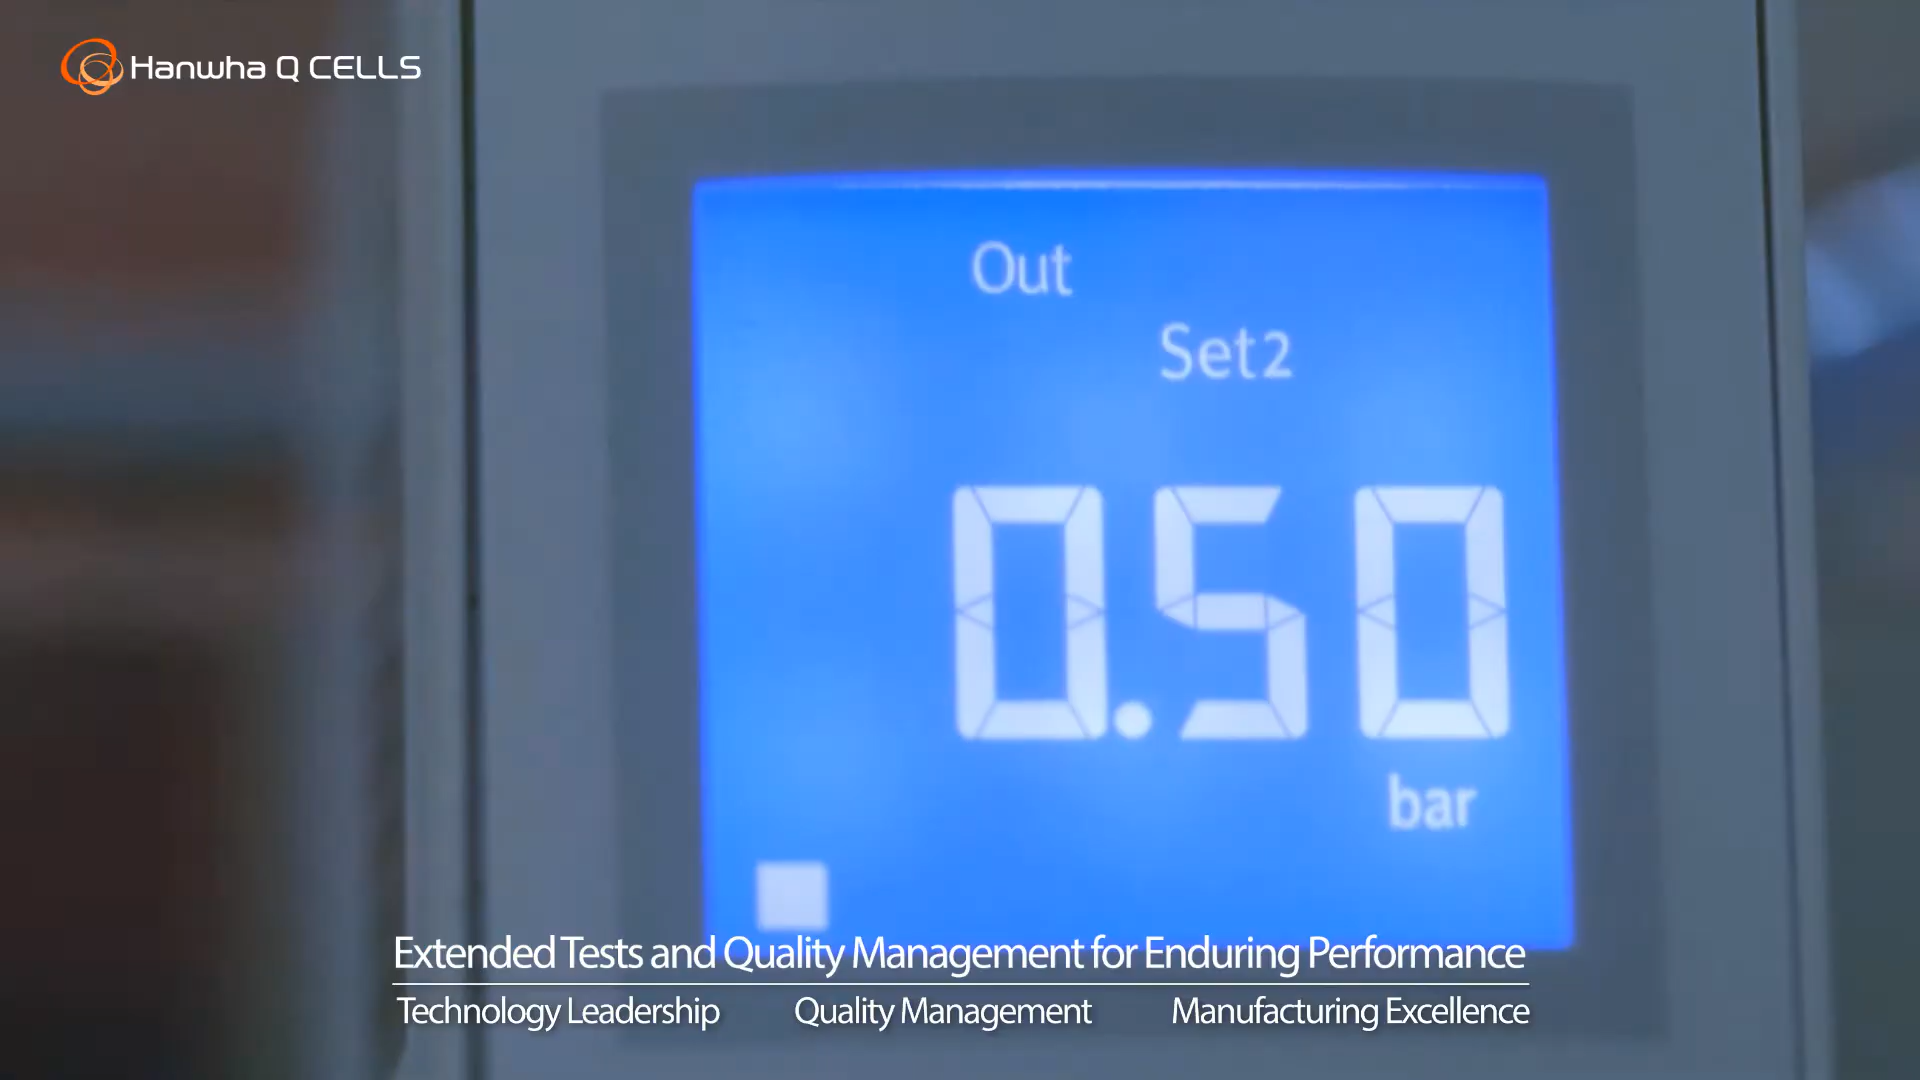 Hanwha Q CELLS
Out
Set2
0.50
bar
Extended Tests and Quality Management for Enduring Performance
Technology Leadership
Quality Management
Manufacturing Excellence